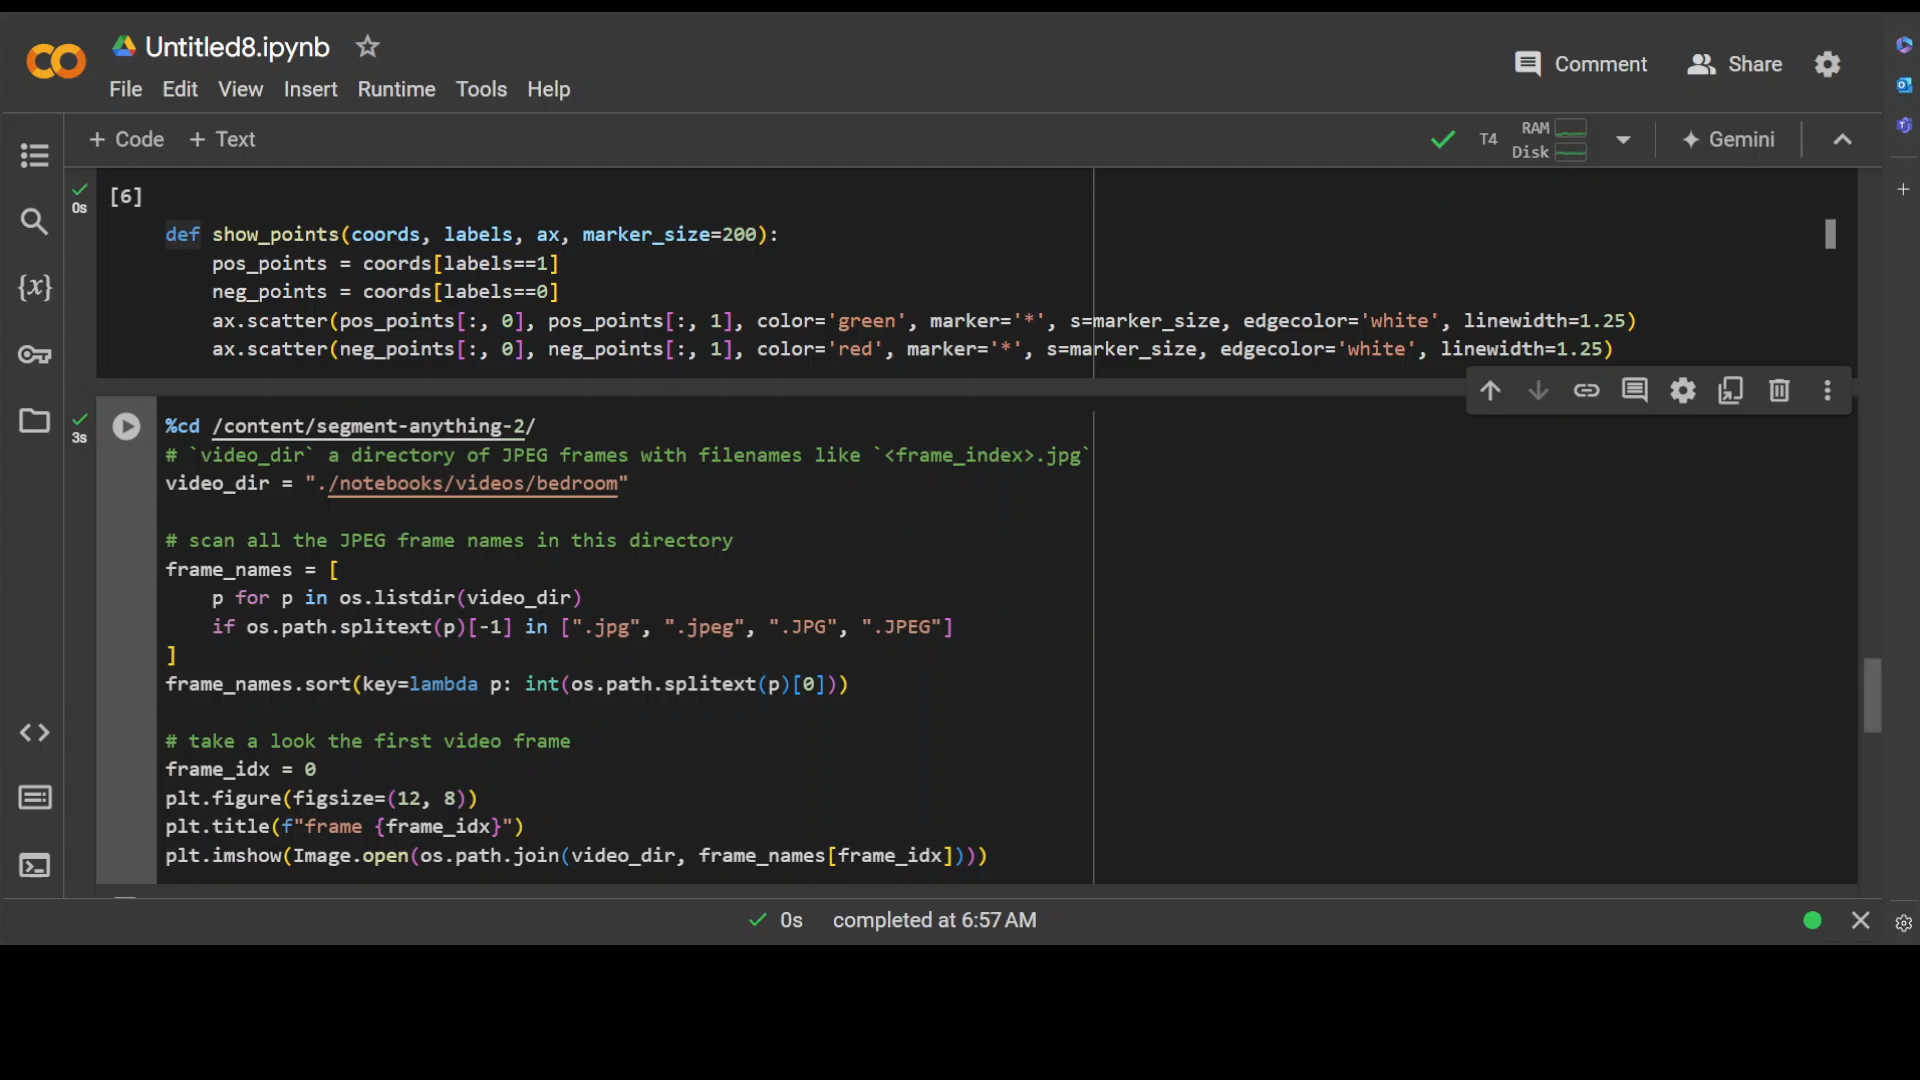 Untitled8.ipynb
File Edit View Insert Runtime Tools Help
Comment Share
+ Code + Text
T4 RAM Disk Gemini
[6]
0s
def show_points(coords, labels, ax, marker_size=200):
    pos_points = coords[labels==1]
    neg_points = coords[labels==0]
    ax.scatter(pos_points[:, 0], pos_points[:, 1], color='green', marker='*', s=marker_size, edgecolor='white', linewidth=1.25)
    ax.scatter(neg_points[:, 0], neg_points[:, 1], color='red', marker='*', s=marker_size, edgecolor='white', linewidth=1.25)
3s
%cd /content/segment-anything-2/
# `video_dir` a directory of JPEG frames with filenames like `<frame_index>.jpg`
video_dir = "./notebooks/videos/bedroom"
# scan all the JPEG frame names in this directory
frame_names = [
    p for p in os.listdir(video_dir)
    if os.path.splitext(p)[-1] in [".jpg", ".jpeg", ".JPG", ".JPEG"]
]
frame_names.sort(key=lambda p: int(os.path.splitext(p)[0]))
# take a look the first video frame
frame_idx = 0
plt.figure(figsize=(12, 8))
plt.title(f"frame {frame_idx}")
plt.imshow(Image.open(os.path.join(video_dir, frame_names[frame_idx])))
0s completed at 6:57 AM